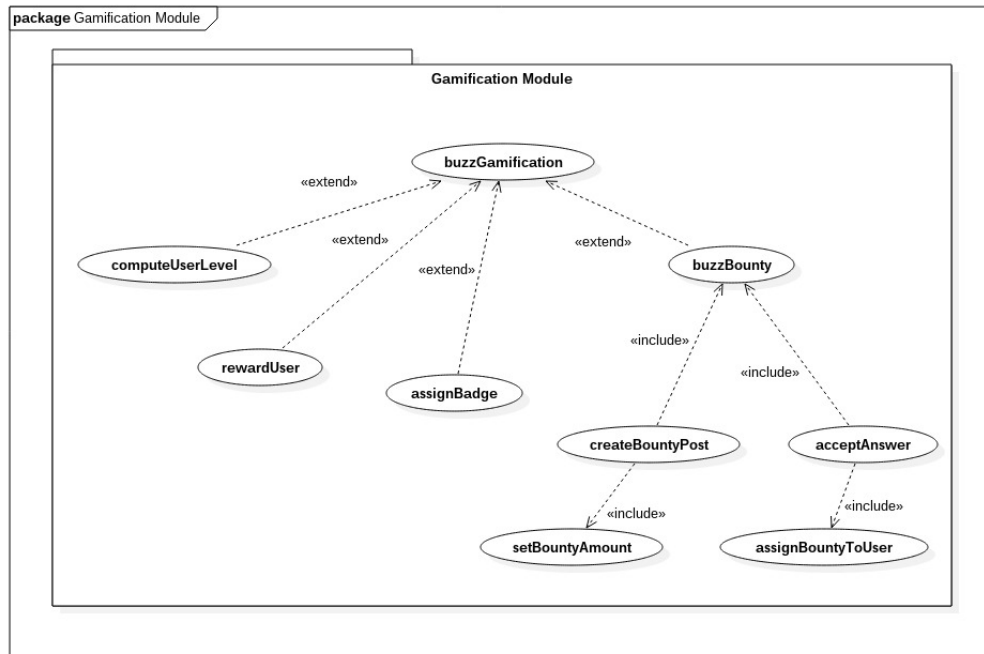 package Gamification Module
Gamification Module
buzzGamification
«extend»
«extend»
«extend»
«extend»
computeUserLevel
buzzBounty
rewardUser
assignBadge
«include»
«include»
createBountyPost
acceptAnswer
«include»
«include»
setBountyAmount
assignBountyToUser